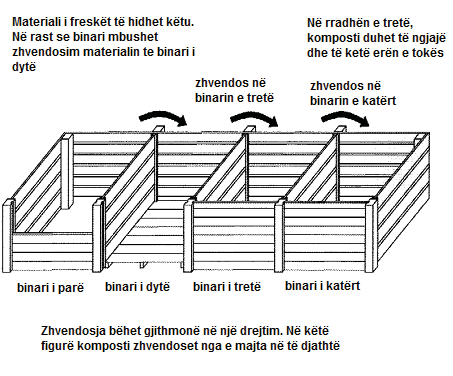 Materiali i freskët të hidhet këtu.
Në rast se binari mbushet
zhvendosim materialin te binari i
dytë
Në rradhën e tretë,
komposti duhet të ngjajë
dhe të ketë erën e tokës
zhvendos në
binarin e tretë
zhvendos në
binarin e katërt
binari i parë
binari i dytë
binari i tretë
binari i katërt
Zhvendosja bëhet gjithmonë në një drejtim. Në këtë
figurë komposti zhvendoset nga e majta në të djathtë